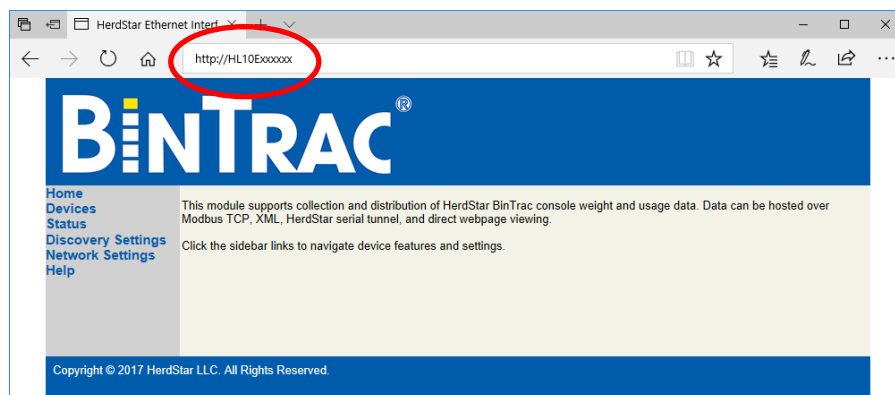 HerdStar Ethernet Interf
http://HL10Exxxxxx
BINTRAC®
Home
Devices
Status
Discovery Settings
Network Settings
Help
This module supports collection and distribution of HerdStar BinTrac console weight and usage data. Data can be hosted over
Modbus TCP, XML, HerdStar serial tunnel, and direct webpage viewing.
Click the sidebar links to navigate device features and settings.
Copyright © 2017 HerdStar LLC. All Rights Reserved.